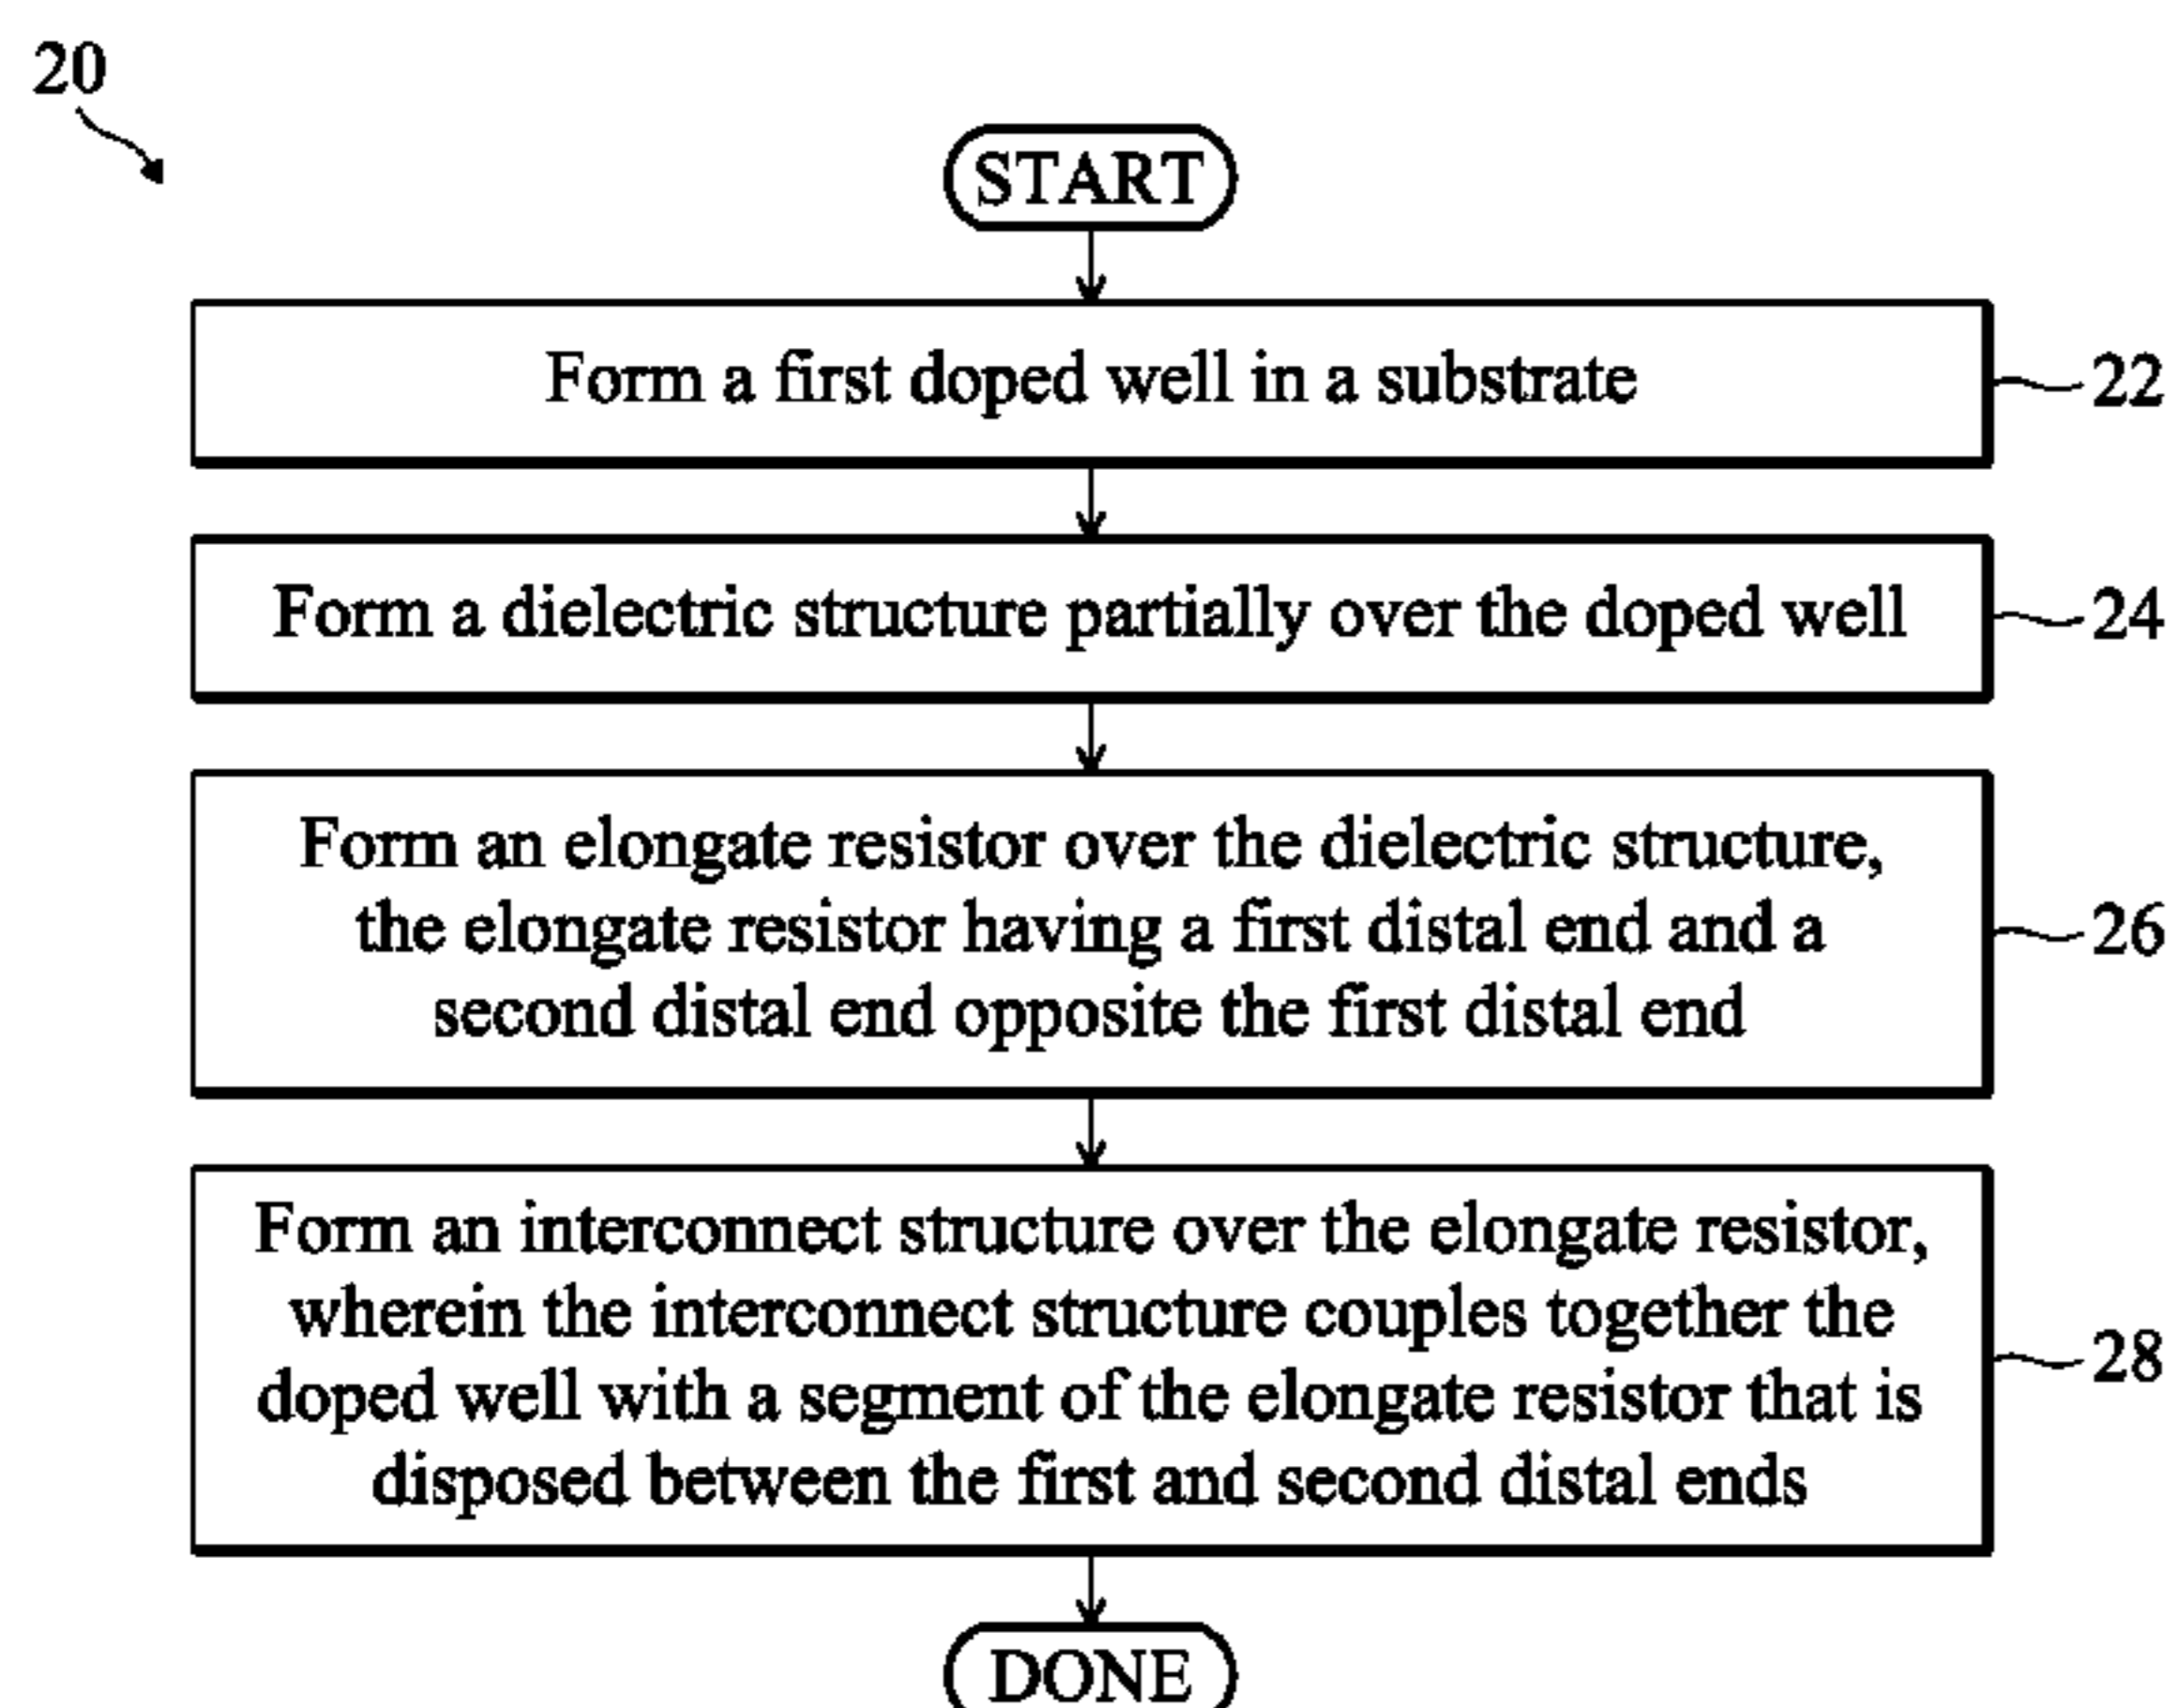 20
START
Form a first doped well in a substrate
22
Form a dielectric structure partially over the doped well
24
Form an elongate resistor over the dielectric structure,
the elongate resistor having a first distal end and a
second distal end opposite the first distal end
26
Form an interconnect structure over the elongate resistor,
wherein the interconnect structure couples together the
doped well with a segment of the elongate resistor that is
disposed between the first and second distal ends
28
DONE